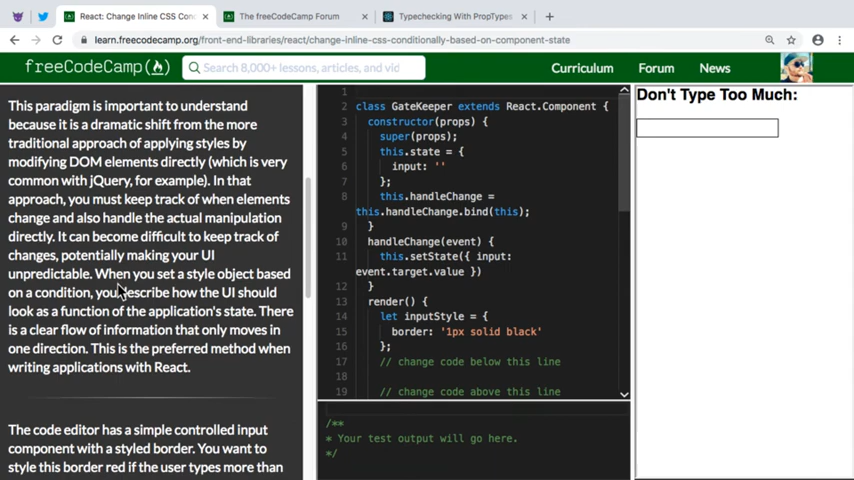 React: Change Inline CSS Con
The freeCodeCamp Forum
Typechecking With PropTypes
learn.freecodecamp.org/front-end-libraries/react/change-inline-css-conditionally-based-on-component-state
freeCodeCamp
Search 8,000+ lessons, articles, and vid
Curriculum
Forum
News
This paradigm is important to understand
because it is a dramatic shift from the more
traditional approach of applying styles by
modifying DOM elements directly (which is very
common with jQuery, for example). In that
approach, you must keep track of when elements
change and also handle the actual manipulation
directly. It can become difficult to keep track of
changes, potentially making your UI
unpredictable. When you set a style object based
on a condition, you describe how the UI should
look as a function of the application's state. There
is a clear flow of information that only moves in
one direction. This is the preferred method when
writing applications with React.
The code editor has a simple controlled input
component with a styled border. You want to
style this border red if the user types more than
1
2 class GateKeeper extends React.Component {
3 constructor(props) {
4 super(props);
5 this.state = {
6 input: ''
7 };
8 this.handleChange =
this.handleChange.bind(this);
9 }
10 handleChange(event) {
11 this.setState({ input:
event.target.value })
12 }
13 render() {
14 let inputStyle = {
15 border: '1px solid black'
16 };
17 // change code below this line
18
19 // change code above this line
/**
* Your test output will go here.
*/
Don't Type Too Much: